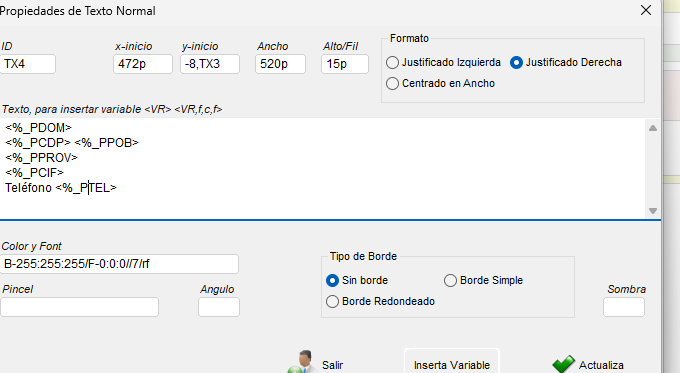 Propiedades de Texto Normal
ID x-inicio y-inicio Ancho Alto/Fil Formato
TX4 472p -8,TX3 520p 15p
Justificado Izquierda Justificado Derecha
Centrado en Ancho
Texto, para insertar variable <VR> <VR,f,c,f>
<%_PDOM>
<%_PCDP> <%_PPOB>
<%_PPROV>
<%_PCIF>
Teléfono <%_PTEL>
Color y Font
B-255:255:255/F-0:0:0//7/rf
Tipo de Borde
Sin borde Borde Simple
Borde Redondeado
Pincel Angulo Sombra
Salir Inserta Variable Actualiza